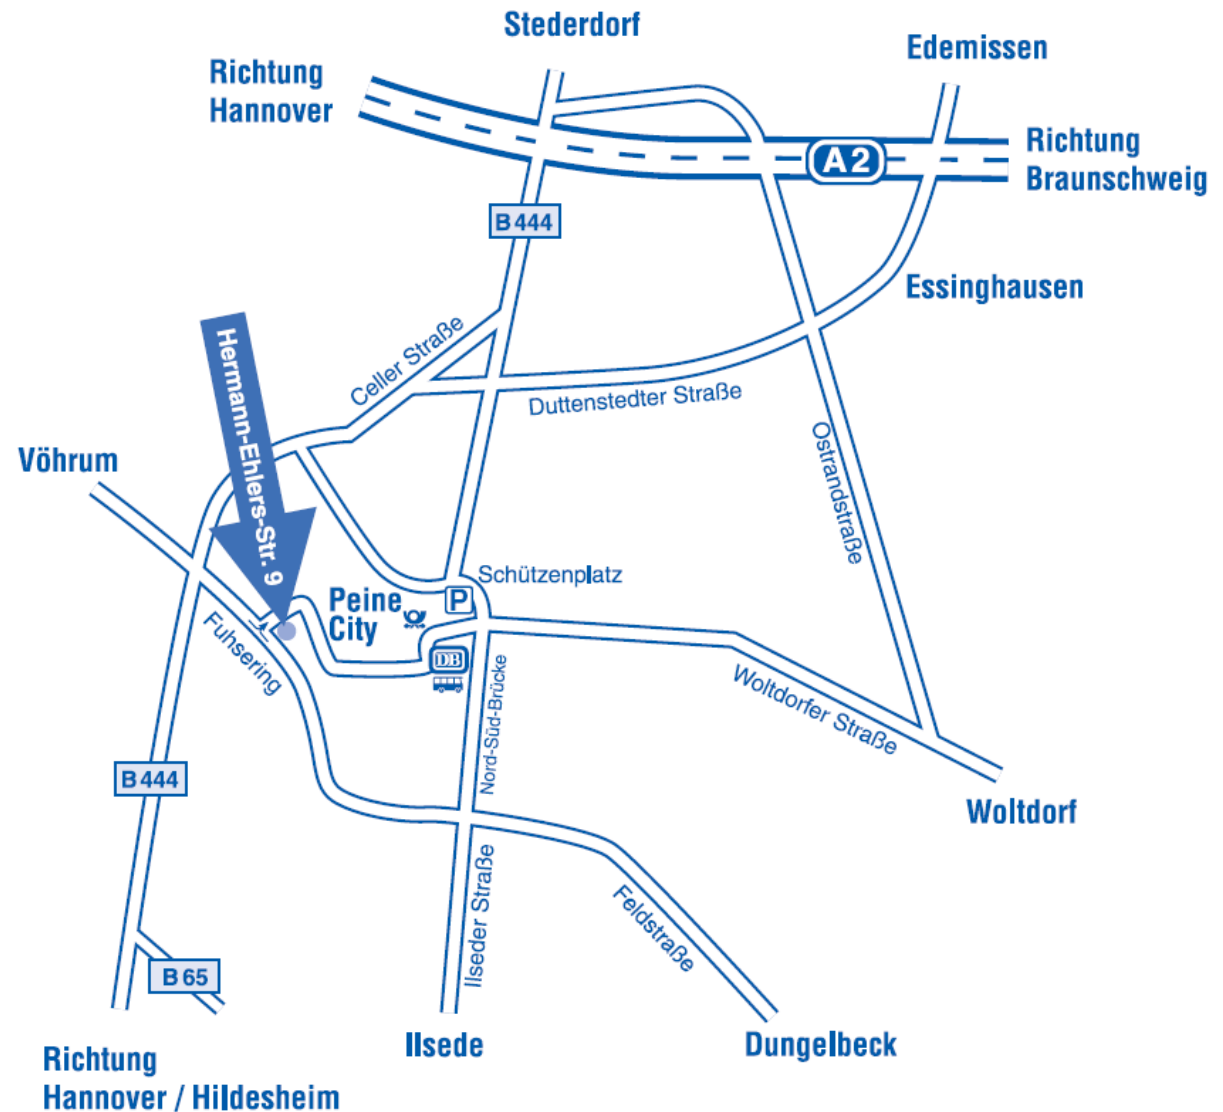 Stederdorf
Edemissen
Richtung
Hannover
A2
Richtung
Braunschweig
B 444
Essinghausen
Celler Straße
Duttenstedter Straße
Hermann-Ehlers-Str. 9
Vöhrum
Ostrandstraße
Schützenplatz
P
Peine
City
Fuhsering
DB
Nord-Süd-Brücke
Woltdorfer Straße
B 444
Woltdorf
Ilseder Straße
Feldstraße
B 65
Ilsede
Dungelbeck
Richtung
Hannover / Hildesheim